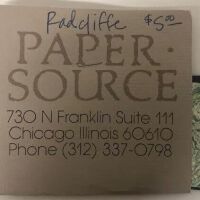 Radcliffe $5.00
PAPER·
SOURCE
730 N Franklin Suite 111
Chicago Illinois 60610
Phone (312) 337-0798